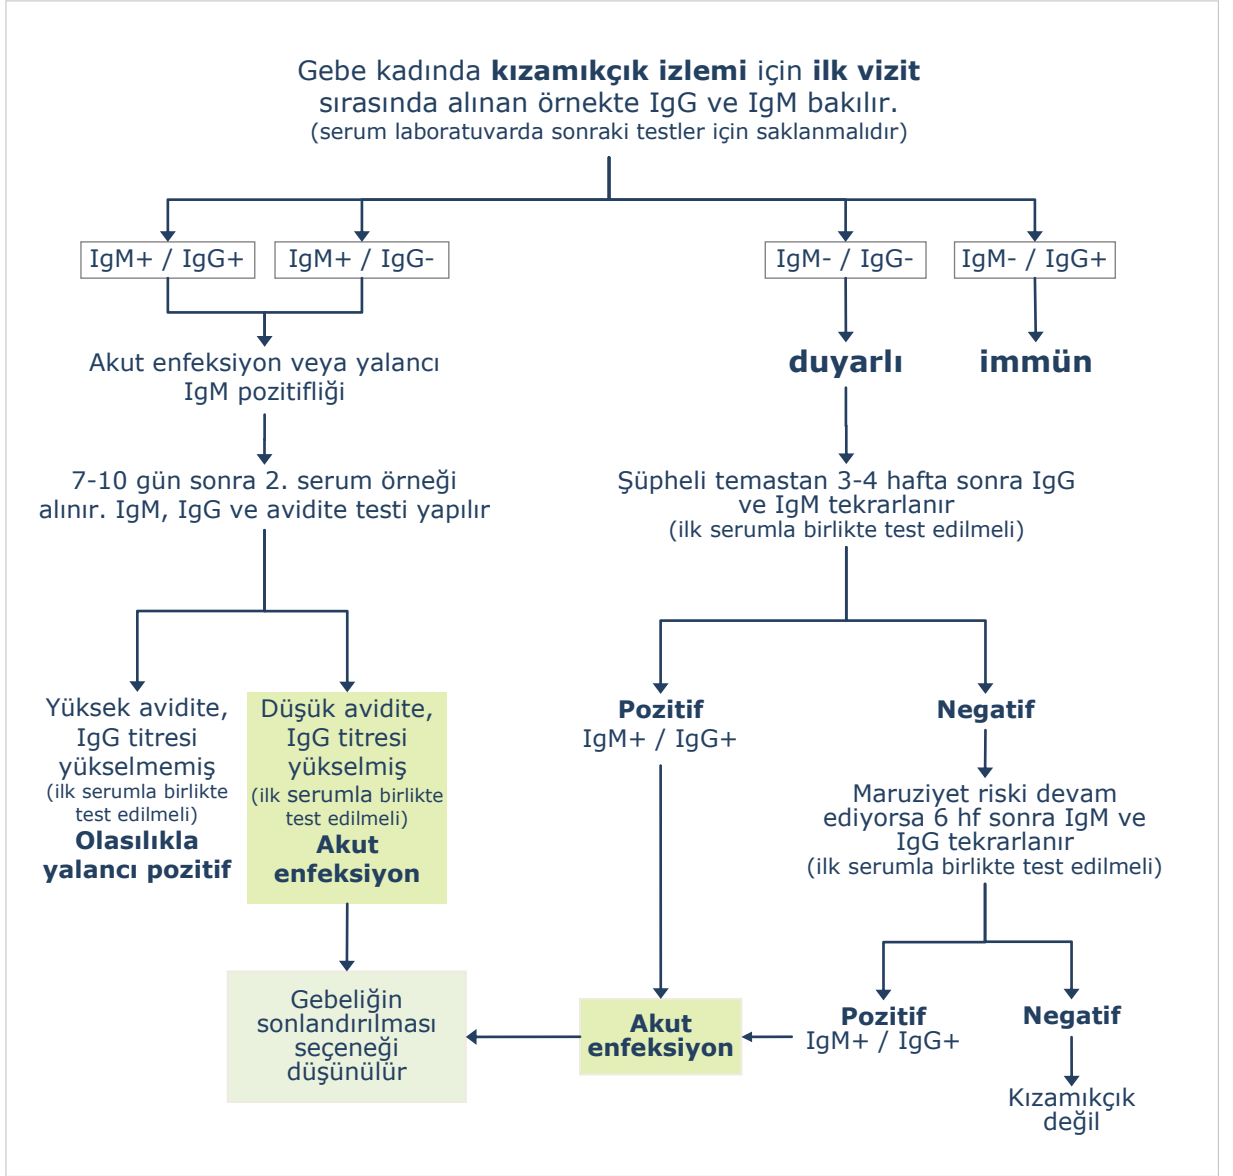 Gebe kadında kızamıkçık izlemi için ilk vizit
sırasında alınan örnekte IgG ve IgM bakılır.
(serum laboratuvarda sonraki testler için saklanmalıdır)
IgM+ / IgG+
IgM+ / IgG-
IgM- / IgG-
IgM- / IgG+
Akut enfeksiyon veya yalancı
IgM pozitifliği
duyarlı
immün
7-10 gün sonra 2. serum örneği
alınır. IgM, IgG ve avidite testi yapılır
Şüpheli temastan 3-4 hafta sonra IgG
ve IgM tekrarlanır
(ilk serumla birlikte test edilmeli)
Yüksek avidite,
IgG titresi
yükselmemiş
(ilk serumla birlikte
test edilmeli)
Olasılıkla
yalancı pozitif
Düşük avidite,
IgG titresi
yükselmiş
(ilk serumla birlikte
test edilmeli)
Akut
enfeksiyon
Pozitif
IgM+ / IgG+
Negatif
Maruziyet riski devam
ediyorsa 6 hf sonra IgM ve
IgG tekrarlanır
(ilk serumla birlikte test edilmeli)
Gebeliğin
sonlandırılması
seçeneği
düşünülür
Akut
enfeksiyon
Pozitif
IgM+ / IgG+
Negatif
Kızamıkçık
değil